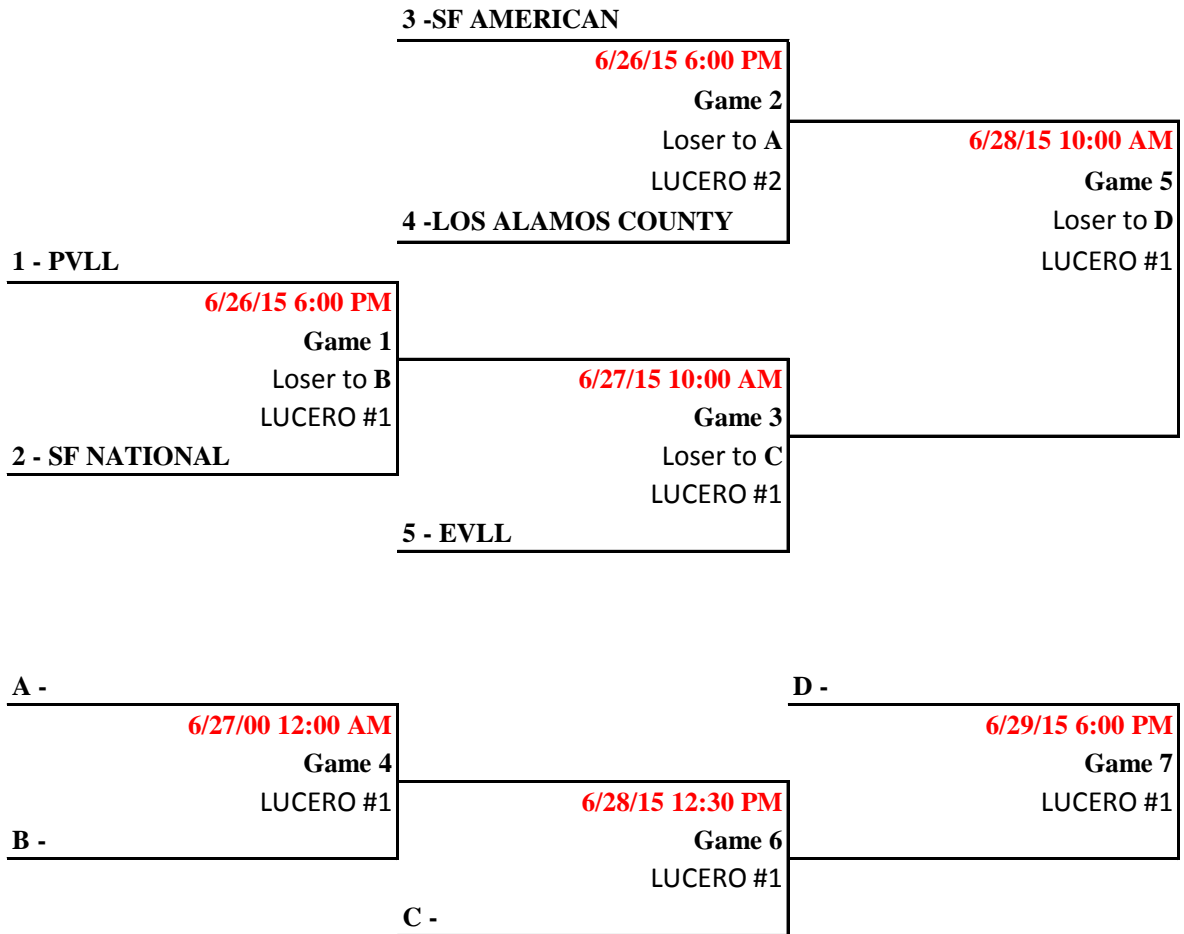 3 -SF AMERICAN
6/26/15 6:00 PM
Game 2
Loser to A
LUCERO #2
4 -LOS ALAMOS COUNTY
6/28/15 10:00 AM
Game 5
Loser to D
LUCERO #1
1 - PVLL
6/26/15 6:00 PM
Game 1
Loser to B
LUCERO #1
2 - SF NATIONAL
6/27/15 10:00 AM
Game 3
Loser to C
LUCERO #1
5 - EVLL
A -
6/27/00 12:00 AM
Game 4
LUCERO #1
B -
6/28/15 12:30 PM
Game 6
LUCERO #1
C -
D -
6/29/15 6:00 PM
Game 7
LUCERO #1